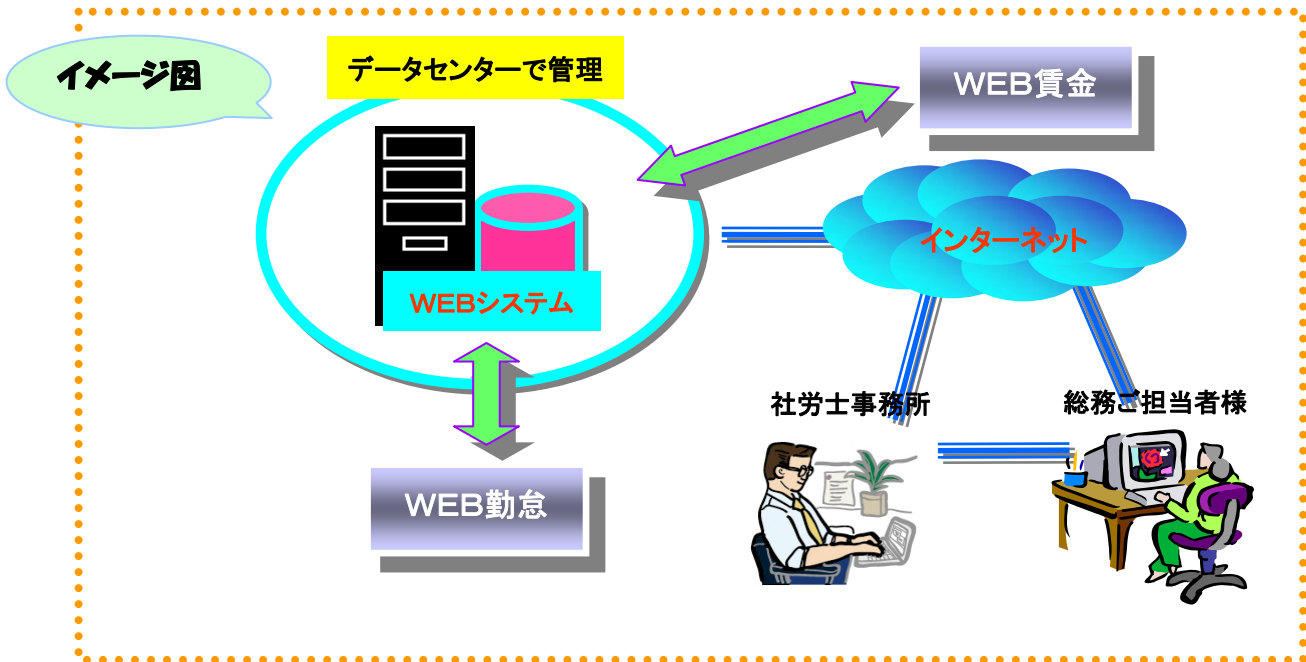 イメージ図
データセンターで管理
WEB賃金
インターネット
WEBシステム
社労士事務所
総務ご担当者様
WEB勤怠